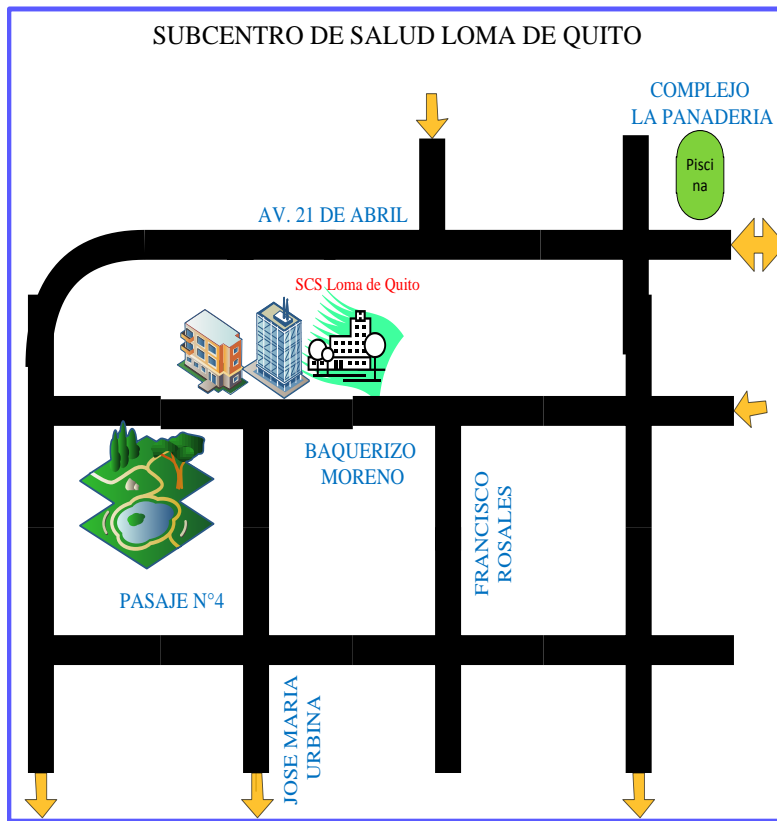 SUBCENTRO DE SALUD LOMA DE QUITO
COMPLEJO
LA PANADERIA
Pisci
na
AV. 21 DE ABRIL
SCS Loma de Quito
BAQUERIZO
MORENO
FRANCISCO
ROSALES
PASAJE N°4
JOSE MARIA
URBINA